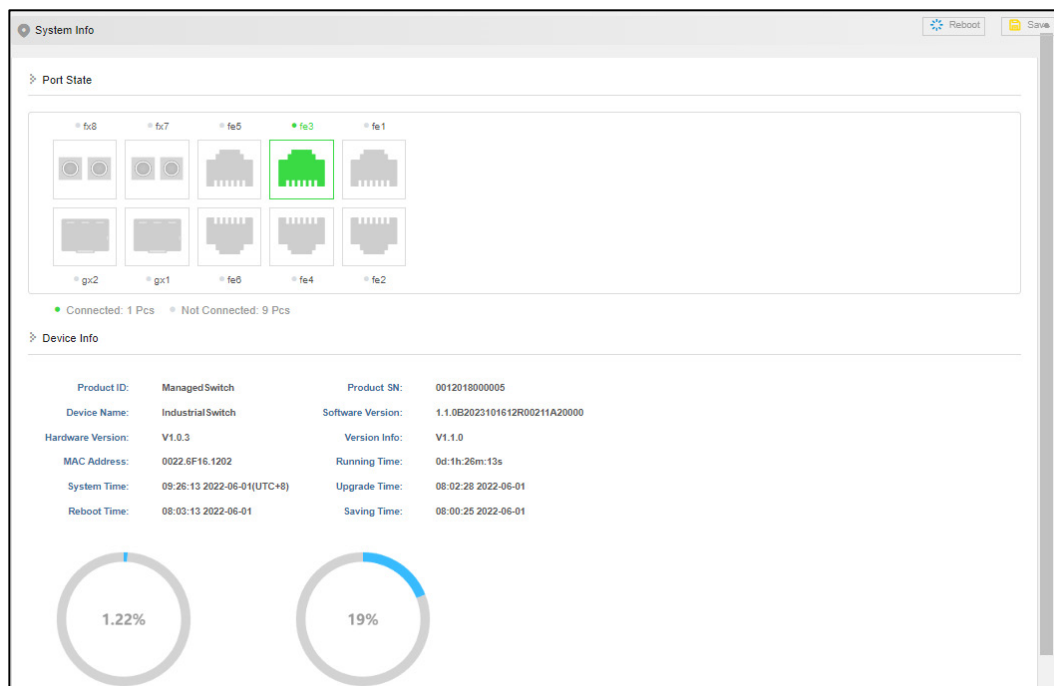 System Info
Reboot
Save
Port State
fx8 fx7 fe5 fe3 fe1
gx2 gx1 fe6 fe4 fe2
Connected: 1 Pcs Not Connected: 9 Pcs
Device Info
Product ID: ManagedSwitch Product SN: 0012018000005
Device Name: IndustrialSwitch Software Version: 1.1.0B2023101612R00211A20000
Hardware Version: V1.0.3 Version Info: V1.1.0
MAC Address: 0022.6F16.1202 Running Time: 0d:1h:26m:13s
System Time: 09:26:13 2022-06-01(UTC+8) Upgrade Time: 08:02:28 2022-06-01
Reboot Time: 08:03:13 2022-06-01 Saving Time: 08:00:25 2022-06-01
1.22% 19%